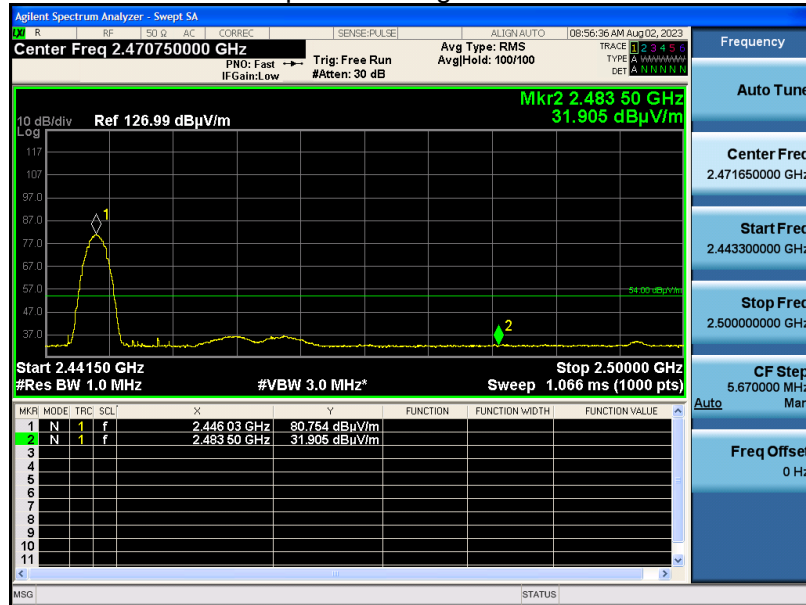 Agilent Spectrum Analyzer - Swept SA
LXI R RF 50 Ω AC CORREC SENSE:PULSE ALIGN AUTO 08:56:36 AM Aug 02, 2023
Center Freq 2.470750000 GHz
PNO: Fast
IFGain:Low
Trig: Free Run
#Atten: 30 dB
Avg Type: RMS
Avg|Hold: 100/100
TRACE 1 2 3 4 5 6
TYPE A WWWWW
DET A N N N N N
Mkr2 2.483 50 GHz
31.905 dBµV/m
10 dB/div Ref 126.99 dBµV/m
Log
117
107
97.0
87.0
77.0
67.0
57.0
47.0
37.0
1
54.00 dBµV/m
2
Start 2.44150 GHz Stop 2.50000 GHz
#Res BW 1.0 MHz #VBW 3.0 MHz* Sweep 1.066 ms (1000 pts)
MKR MODE TRC SCL X Y FUNCTION FUNCTION WIDTH FUNCTION VALUE
1 N 1 f 2.446 03 GHz 80.754 dBµV/m
2 N 1 f 2.483 50 GHz 31.905 dBµV/m
3
4
5
6
7
8
9
10
11
MSG STATUS
Frequency
Auto Tune
Center Freq
2.471650000 GHz
Start Freq
2.443300000 GHz
Stop Freq
2.500000000 GHz
CF Step
5.670000 MHz
Auto Man
Freq Offset
0 Hz